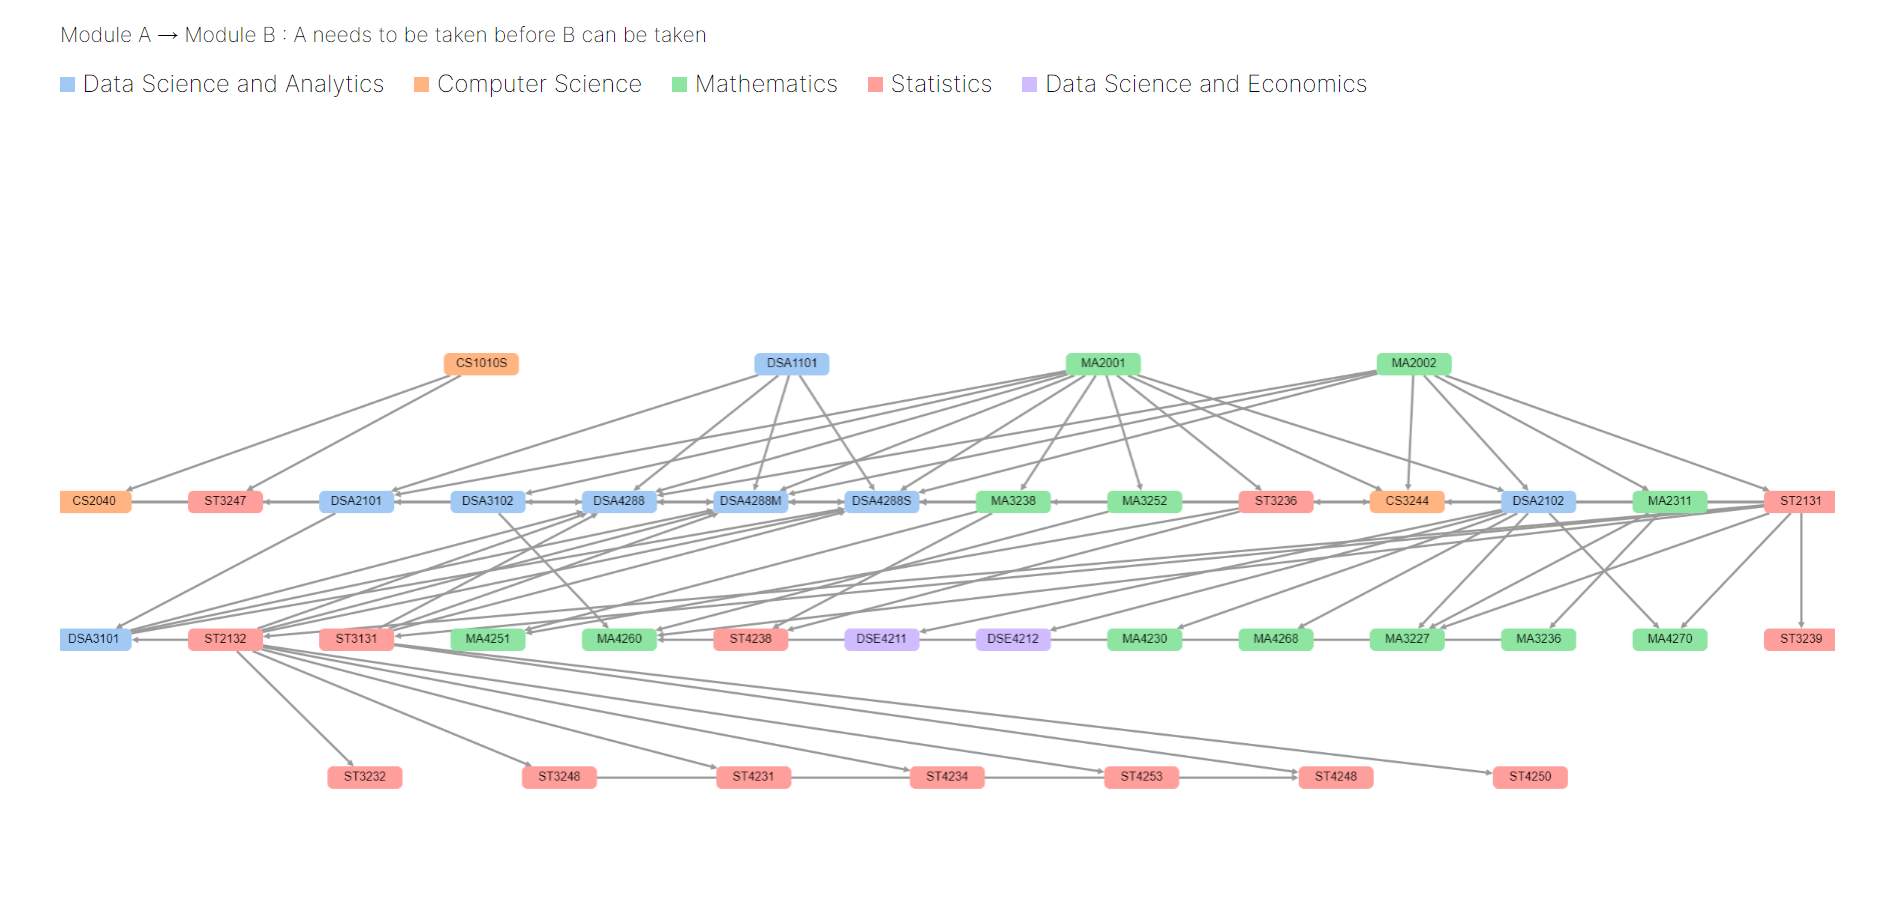 Module A → Module B : A needs to be taken before B can be taken
Data Science and Analytics Computer Science Mathematics Statistics Data Science and Economics
CS1010S DSA1101 MA2001 MA2002
CS2040 ST3247 DSA2101 DSA3102 DSA4288 DSA4288M DSA4288S MA3238 MA3252 ST3236 CS3244 DSA2102 MA2311 ST2131
DSA3101 ST2132 ST3131 MA4251 MA4260 ST4238 DSE4211 DSE4212 MA4230 MA4268 MA3227 MA3236 MA4270 ST3239
ST3232 ST3248 ST4231 ST4234 ST4253 ST4248 ST4250